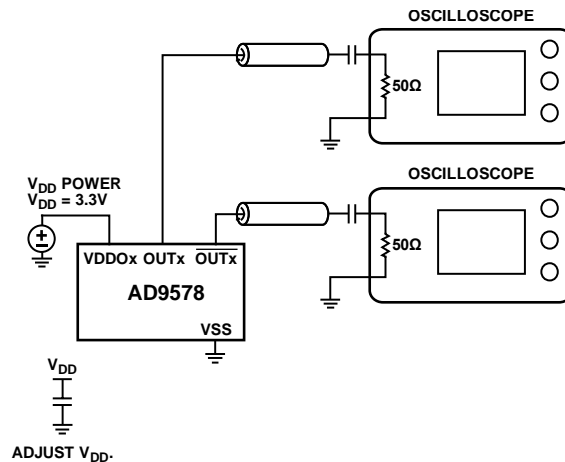 OSCILLOSCOPE
50Ω
OSCILLOSCOPE
50Ω
VDD POWER
VDD = 3.3V
VDDOx OUTx OUTx
AD9578
VSS
VDD
ADJUST VDD.